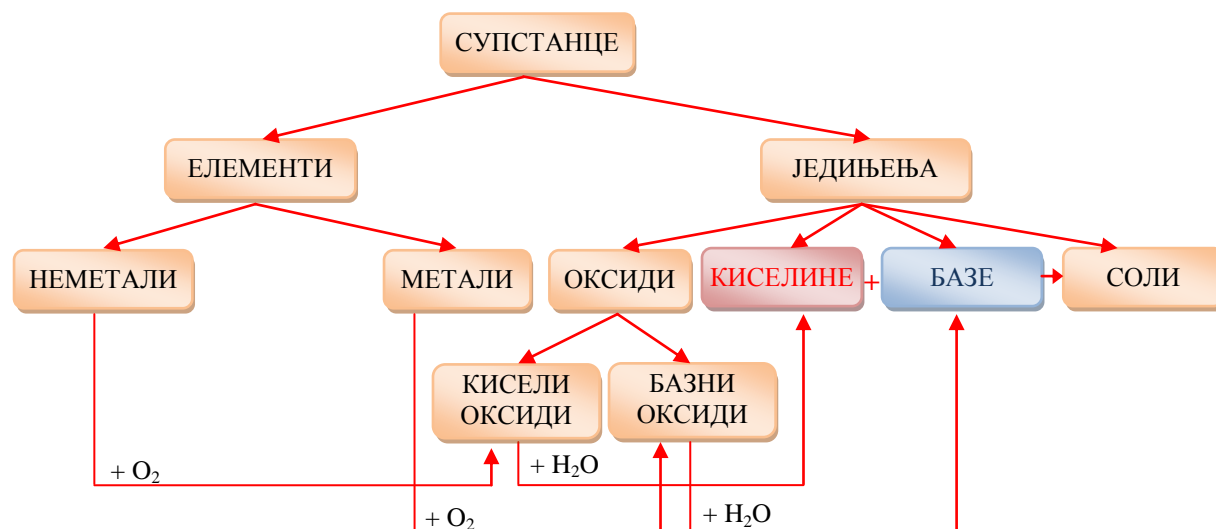 СУПСТАНЦЕ
ЕЛЕМЕНТИ
ЈЕДИЊЕЊА
НЕМЕТАЛИ
МЕТАЛИ
ОКСИДИ
КИСЕЛИНЕ
+
БАЗЕ
СОЛИ
КИСЕЛИ
ОКСИДИ
БАЗНИ
ОКСИДИ
+ O₂
+ H₂O
+ O₂
+ H₂O